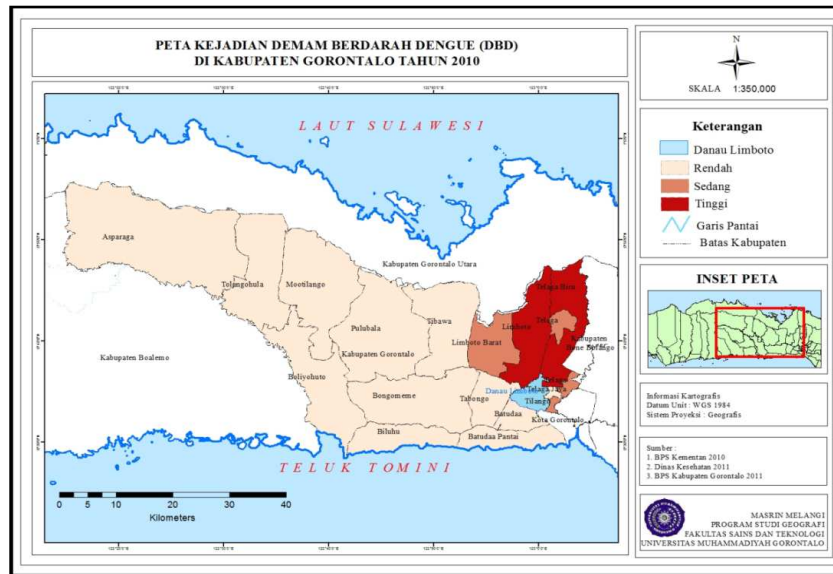 PETA KEJADIAN DEMAM BERDARAH DENGUE (DBD)
DI KABUPATEN GORONTALO TAHUN 2010
N
SKALA 1:350,000
Keterangan
Danau Limboto
Rendah
Sedang
Tinggi
Garis Pantai
Batas Kabupaten
INSET PETA
Informasi Kartografis
Datum Unit : WGS 1984
Sistem Proyeksi : Geografis
Sumber :
1. BPS Kementan 2010
2. Dinas Kesehatan 2011
3. BPS Kabupaten Gorontalo 2011
MASRIN MELANGI
PROGRAM STUDI GEOGRAFI
FAKULTAS SAINS DAN TEKNOLOGI
UNIVERSITAS MUHAMMADIYAH GORONTALO
LAUT SULAWESI
Asparaga
Tolangohula
Mootilango
Kabupaten Gorontalo Utara
Telaga Biru
Pulubala
Tibawa
Limboto
Telaga
Kabupaten
Bone Bolango
Limboto Barat
Kabupaten Boalemo
Kabupaten Gorontalo
Boliyohuto
Telaga Jaya
Danau
Bongomeme
Tabongo
Tilango
Batudaa
Kota Gorontalo
Biluhu
Batudaa Pantai
TELUK TOMINI
0 5 10 20 30 40
Kilometers